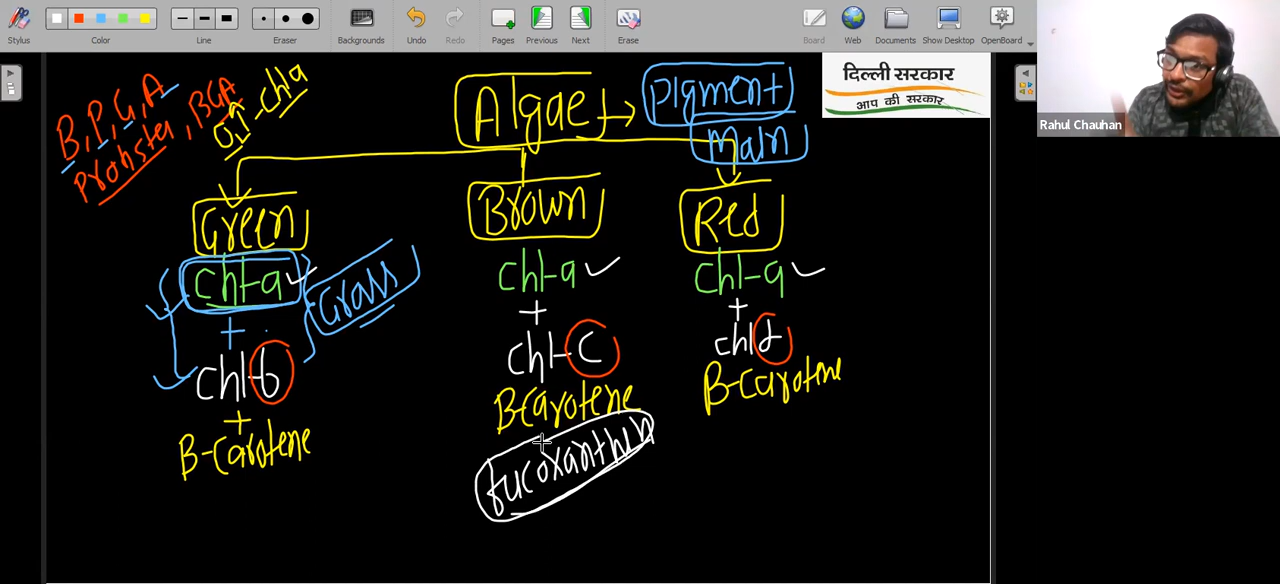 Stylus
Color
Line
Eraser
Backgrounds
Undo
Redo
Pages
Previous
Next
Erase
Board
Web
Documents
Show Desktop
OpenBoard
दिल्ली सरकार
आप की सरकार
Rahul Chauhan
B, P, G, A
Protista, BGA
chla
Algae
Pigment
Main
Green
Brown
Red
chl-a
+
chl-b
+
B-Carotene
Grass
chl-a
+
chl-C
B-Carotene
+
fucoxanthin
chl-a
+
chl d
B-Carotene